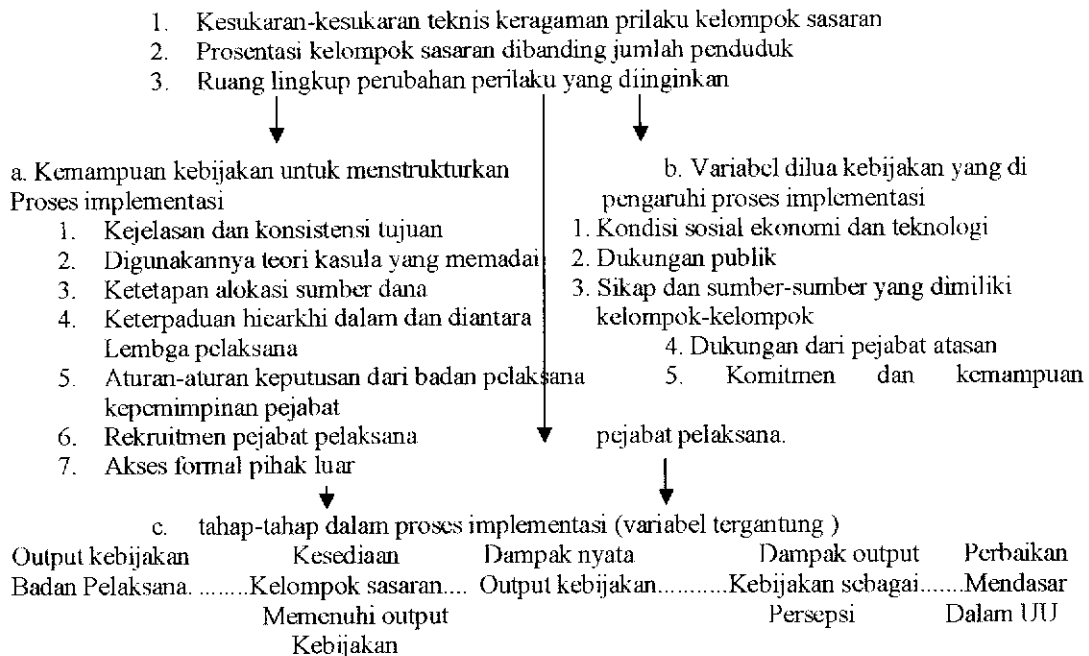 1. Kesukaran-kesukaran teknis keragaman prilaku kelompok sasaran
2. Prosentasi kelompok sasaran dibanding jumlah penduduk
3. Ruang lingkup perubahan perilaku yang diinginkan
a. Kemampuan kebijakan untuk menstrukturkan
Proses implementasi
1. Kejelasan dan konsistensi tujuan
2. Digunakannya teori kasula yang memadai
3. Ketetapan alokasi sumber dana
4. Keterpaduan hiearkhi dalam dan diantara
Lembga pelaksana
5. Aturan-aturan keputusan dari badan pelaksana
kepemimpinan pejabat
6. Rekruitmen pejabat pelaksana
7. Akses formal pihak luar
b. Variabel dilua kebijakan yang di
pengaruhi proses implementasi
1. Kondisi sosial ekonomi dan teknologi
2. Dukungan publik
3. Sikap dan sumber-sumber yang dimiliki
kelompok-kelompok
4. Dukungan dari pejabat atasan
5. Komitmen dan kemampuan
pejabat pelaksana.
c. tahap-tahap dalam proses implementasi (variabel tergantung )
Output kebijakan Kesediaan Dampak nyata Dampak output Perbaikan
Badan Pelaksana. ........Kelompok sasaran.... Output kebijakan...........Kebijakan sebagai.......Mendasar
Memenuhi output Persepsi Dalam UU
Kebijakan